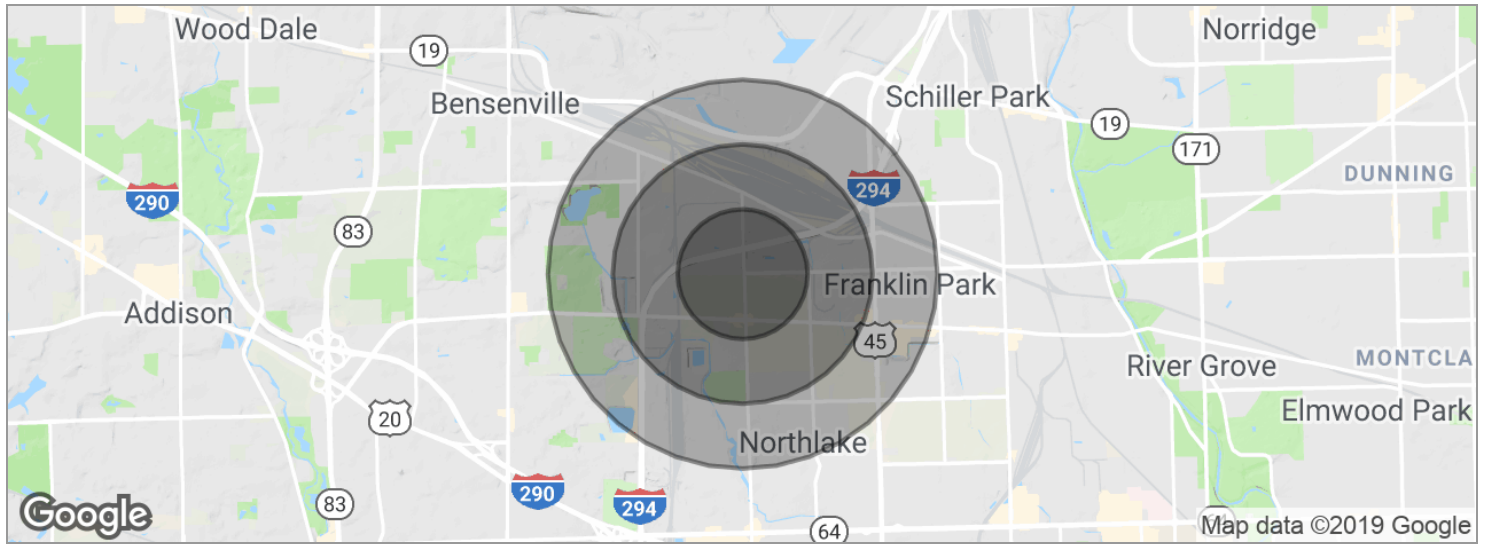 Wood Dale
19
Norridge
Bensenville
Schiller Park
19
171
DUNNING
294
290
83
Franklin Park
Addison
45
River Grove
MONTCLA
20
Elmwood Park
Northlake
290
294
83
Google
64
Map data ©2019 Google